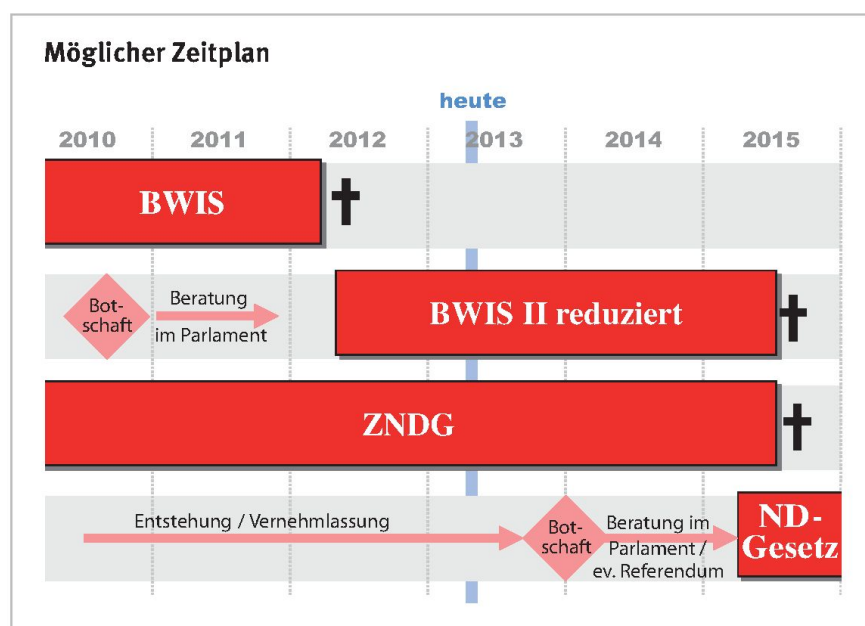 Möglicher Zeitplan
heute
2010 2011 2012 2013 2014 2015
BWIS
Bot-
schaft
Beratung
im Parlament
BWIS II reduziert
ZNDG
Entstehung / Vernehmlassung
Bot-
schaft
Beratung im
Parlament /
ev. Referendum
ND-
Gesetz